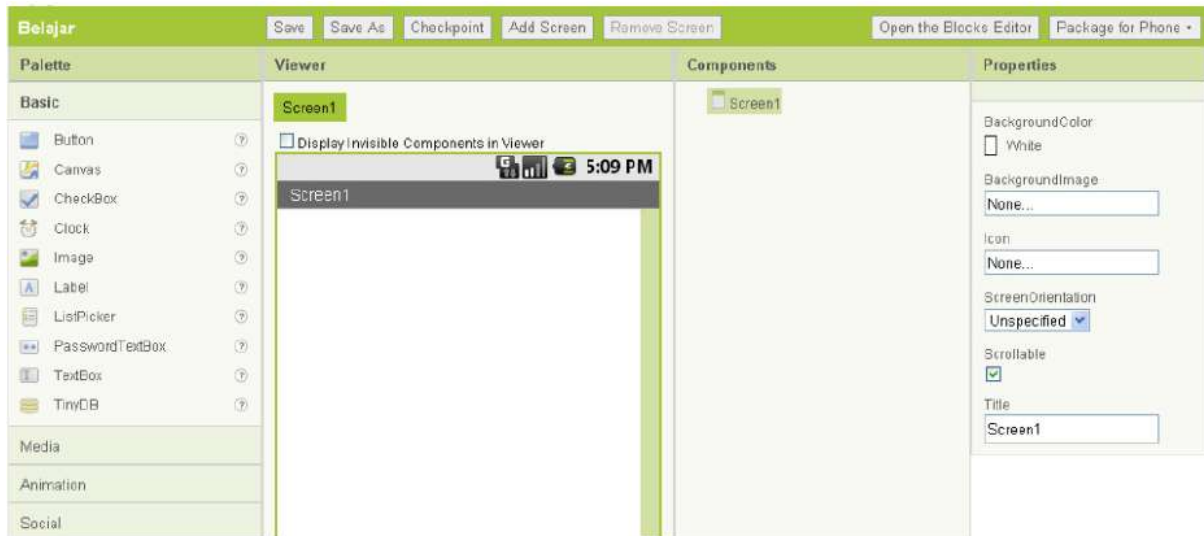 Belajar
Save
Save As
Checkpoint
Add Screen
Remove Screen
Open the Blocks Editor
Package for Phone
Palette
Basic
Button
Canvas
CheckBox
Clock
Image
Label
ListPicker
PasswordTextBox
TextBox
TinyDB
Media
Animation
Social
Viewer
Screen1
Display Invisible Components in Viewer
5:09 PM
Screen1
Components
Screen1
Properties
BackgroundColor
White
BackgroundImage
None...
Icon
None...
ScreenOrientation
Unspecified
Scrollable
Title
Screen1